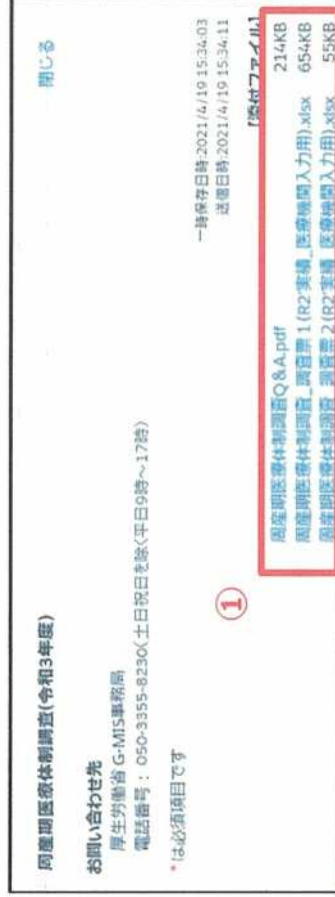 周産期医療体制調査(令和3年度)
閉じる
お問い合わせ先
厚生労働省 G-MIS事務局
電話番号： 050-3355-8230(土日祝日を除く平日9時～17時)
*は必須項目です
一時保存日時:2021/4/19 15:34:03
送信日時:2021/4/19 15:34:11
①
[添付ファイル]
周産期医療体制調査Q&A.pdf 214KB
周産期医療体制調査_調査票1(R2'実績_医療機関入力用).xlsx 654KB
周産期医療体制調査_調査票2(R2'実績_医療機関入力用).xlsx 55KB